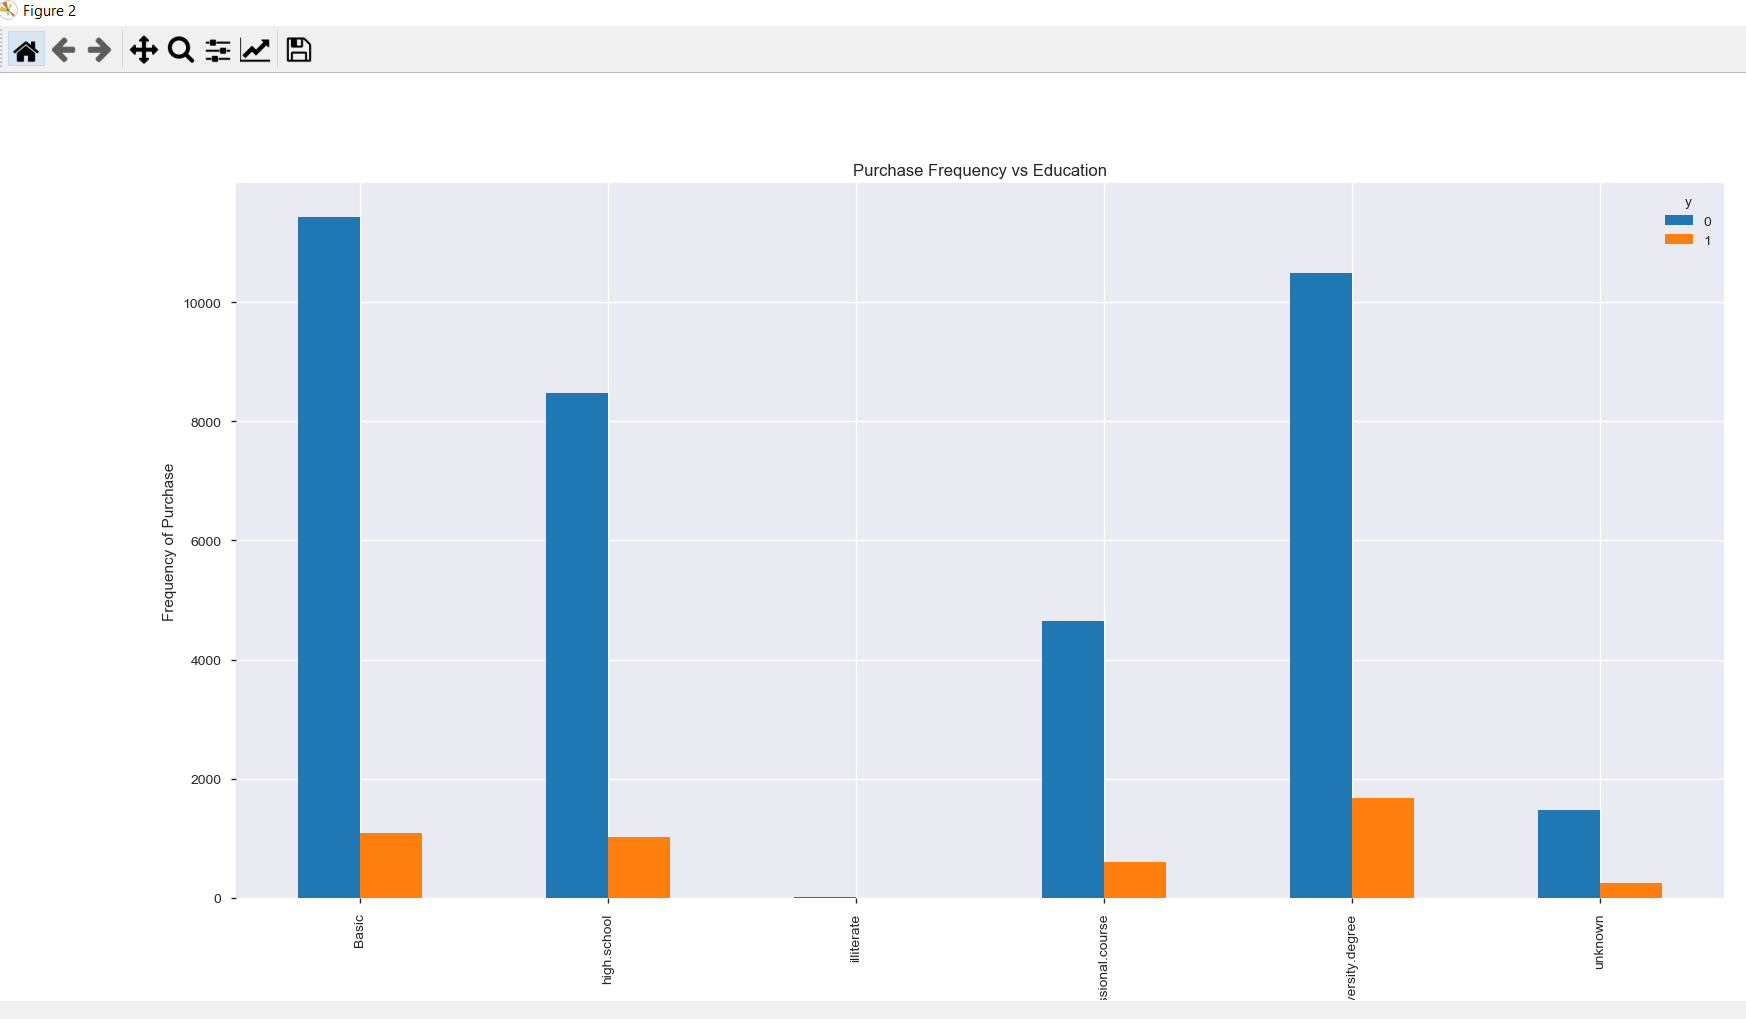 Figure 2
Purchase Frequency vs Education
y
0
1
10000
8000
6000
4000
2000
0
Frequency of Purchase
Basic
high.school
illiterate
ssional.course
versity.degree
unknown